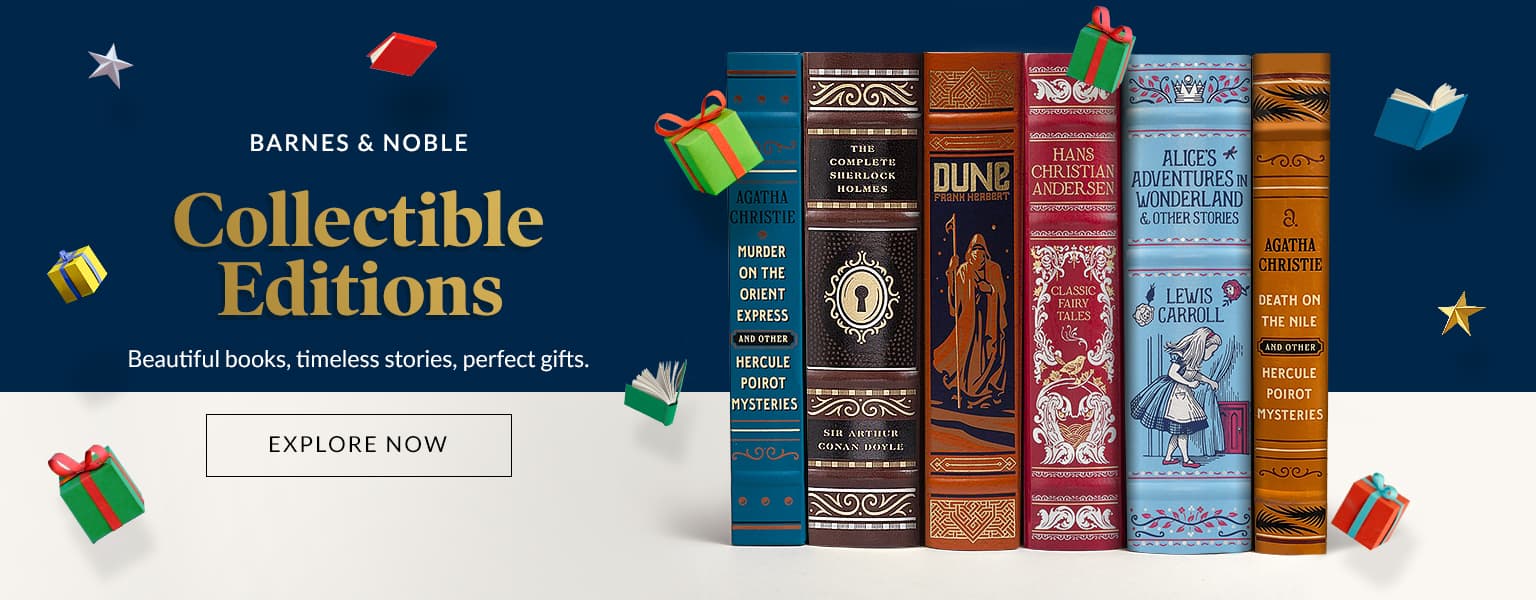 BARNES & NOBLE
Collectible
Editions
Beautiful books, timeless stories, perfect gifts.
EXPLORE NOW
AGATHA
CHRISTIE
MURDER
ON THE
ORIENT
EXPRESS
AND OTHER
HERCULE
POIROT
MYSTERIES
THE
COMPLETE
SHERLOCK
HOLMES
SIR ARTHUR
CONAN DOYLE
DUNE
FRANK HERBERT
HANS
CHRISTIAN
ANDERSEN
CLASSIC
FAIRY
TALES
ALICE'S
ADVENTURES IN
WONDERLAND
& OTHER STORIES
LEWIS
CARROLL
a.
AGATHA
CHRISTIE
DEATH ON
THE NILE
AND OTHER
HERCULE
POIROT
MYSTERIES